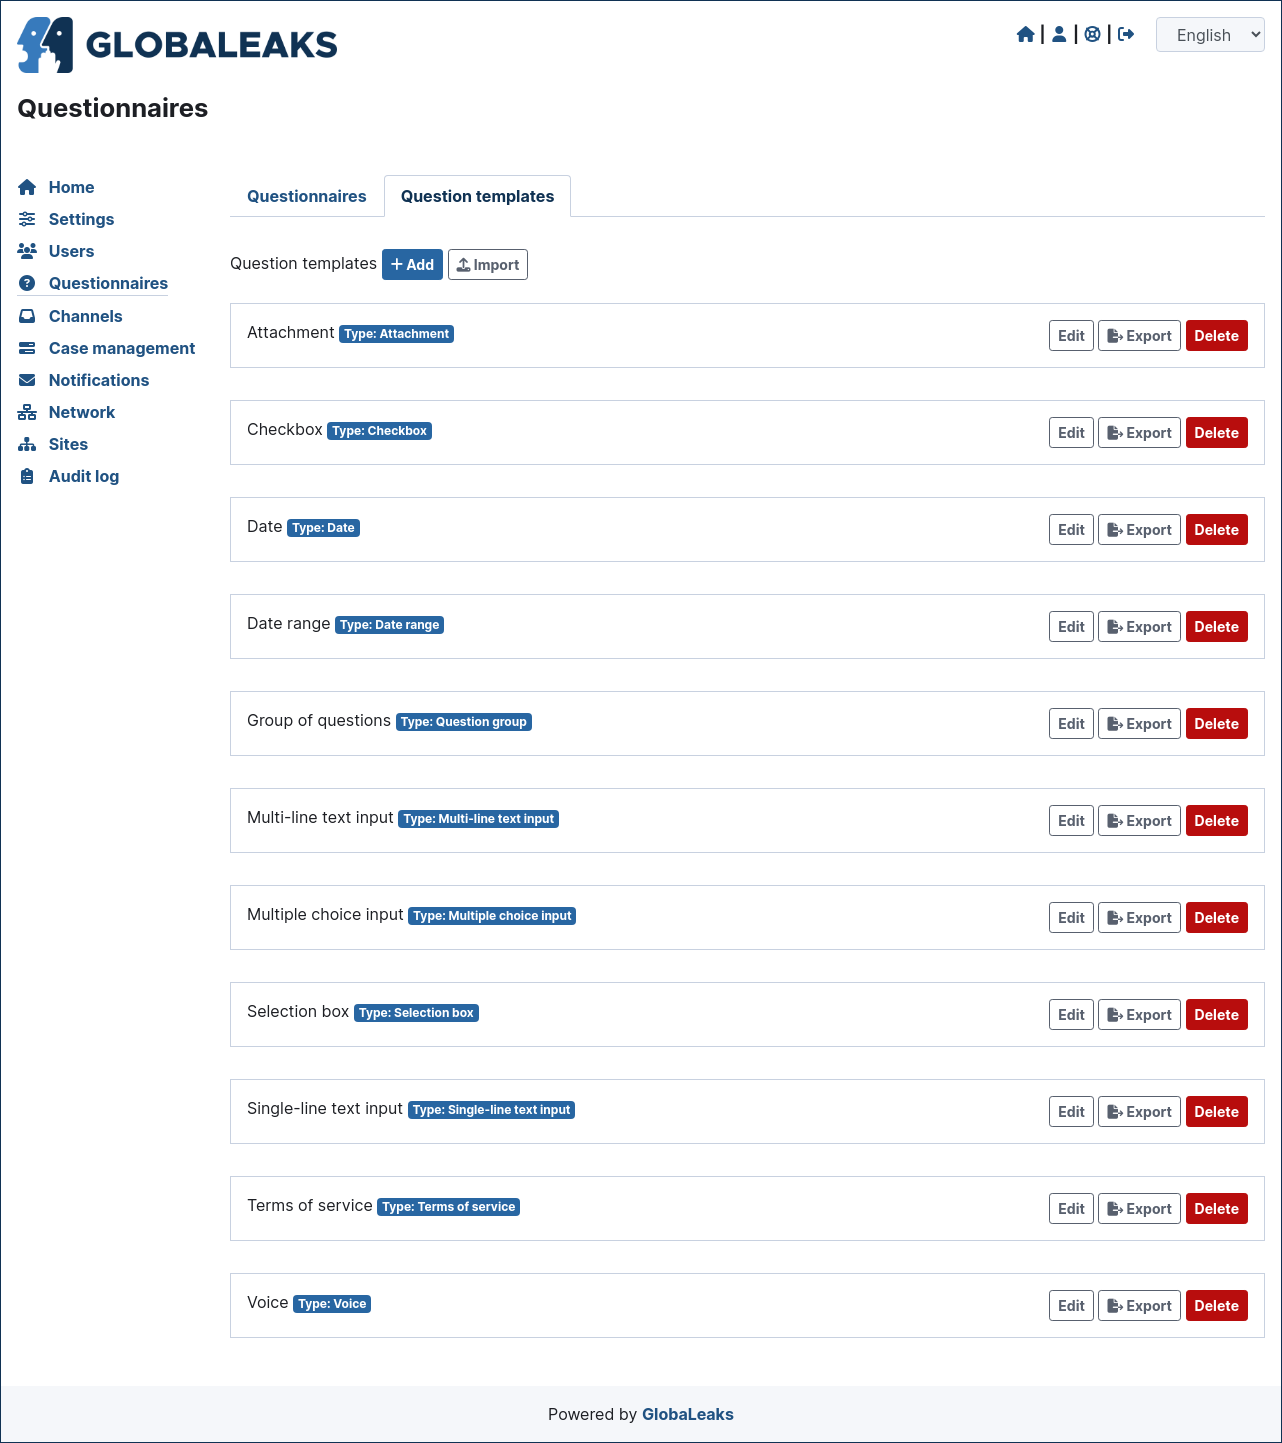 GLOBALEAKS
| | |
English
Questionnaires
Home
Settings
Users
Questionnaires
Channels
Case management
Notifications
Network
Sites
Audit log
Questionnaires
Question templates
Question templates + Add Import
Attachment Type: Attachment Edit Export Delete
Checkbox Type: Checkbox Edit Export Delete
Date Type: Date Edit Export Delete
Date range Type: Date range Edit Export Delete
Group of questions Type: Question group Edit Export Delete
Multi-line text input Type: Multi-line text input Edit Export Delete
Multiple choice input Type: Multiple choice input Edit Export Delete
Selection box Type: Selection box Edit Export Delete
Single-line text input Type: Single-line text input Edit Export Delete
Terms of service Type: Terms of service Edit Export Delete
Voice Type: Voice Edit Export Delete
Powered by GlobaLeaks